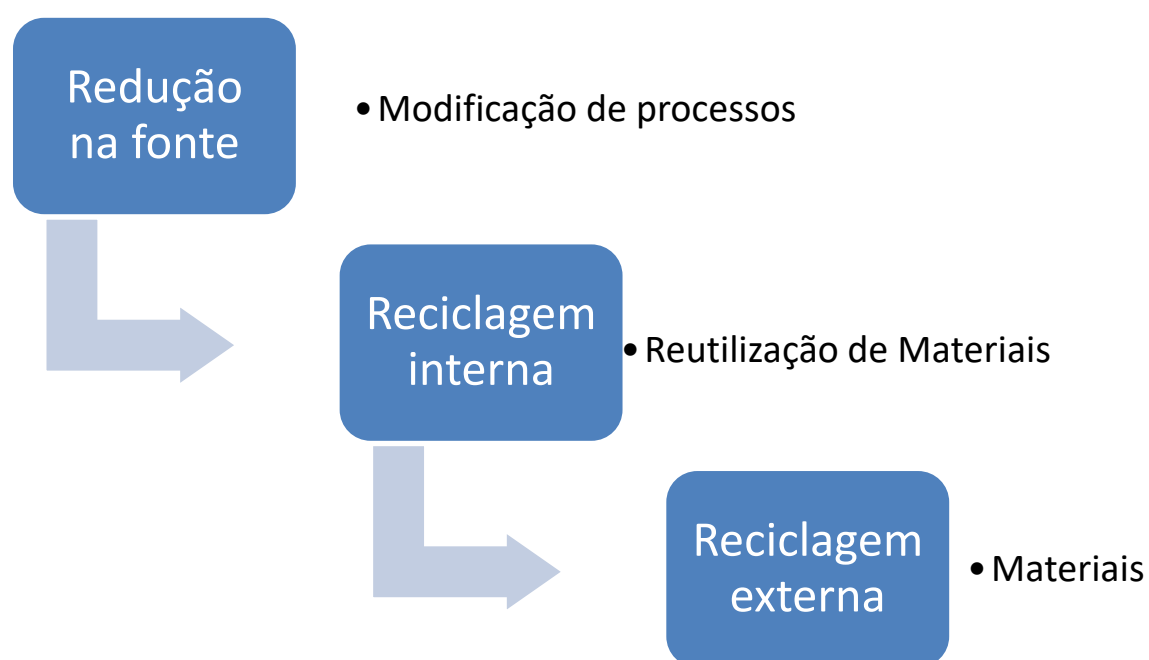 Redução
na fonte
• Modificação de processos
Reciclagem
interna
• Reutilização de Materiais
Reciclagem
externa
• Materiais